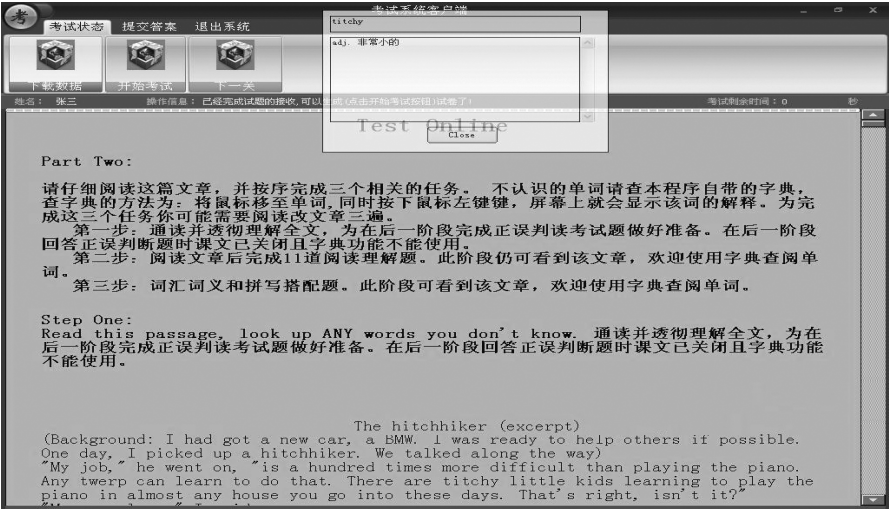 考试系统客户端
考
考试状态 提交答案 退出系统
titchy
adj. 非常小的
下载数据 开始考试 下一关
姓名： 张三 操作信息： 已经完成试题的接收,可以生成(点击开始考试按钮)试卷了! 考试剩余时间：0 秒
Test Online
Close
Part Two:
请仔细阅读这篇文章，并按序完成三个相关的任务。 不认识的单词请查本程序自带的字典，
查字典的方法为：将鼠标移至单词,同时按下鼠标左键键，屏幕上就会显示该词的解释。为完
成这三个任务你可能需要阅读改文章三遍。
第一步：通读并透彻理解全文，为在后一阶段完成正误判读考试题做好准备。在后一阶段
回答正误判断题时课文已关闭且字典功能不能使用。
第二步：阅读文章后完成11道阅读理解题。此阶段仍可看到该文章，欢迎使用字典查阅单
词。
第三步：词汇词义和拼写搭配题。此阶段可看到该文章，欢迎使用字典查阅单词。
Step One:
Read this passage, look up ANY words you don't know. 通读并透彻理解全文，为在
后一阶段完成正误判读考试题做好准备。在后一阶段回答正误判断题时课文已关闭且字典功能
不能使用。
The hitchhiker (excerpt)
(Background: I had got a new car, a BMW. I was ready to help others if possible.
One day, I picked up a hitchhiker. We talked along the way)
"My job," he went on, "is a hundred times more difficult than playing the piano.
Any twerp can learn to do that. There are titchy little kids learning to play the
piano in almost any house you go into these days. That's right, isn't it?"